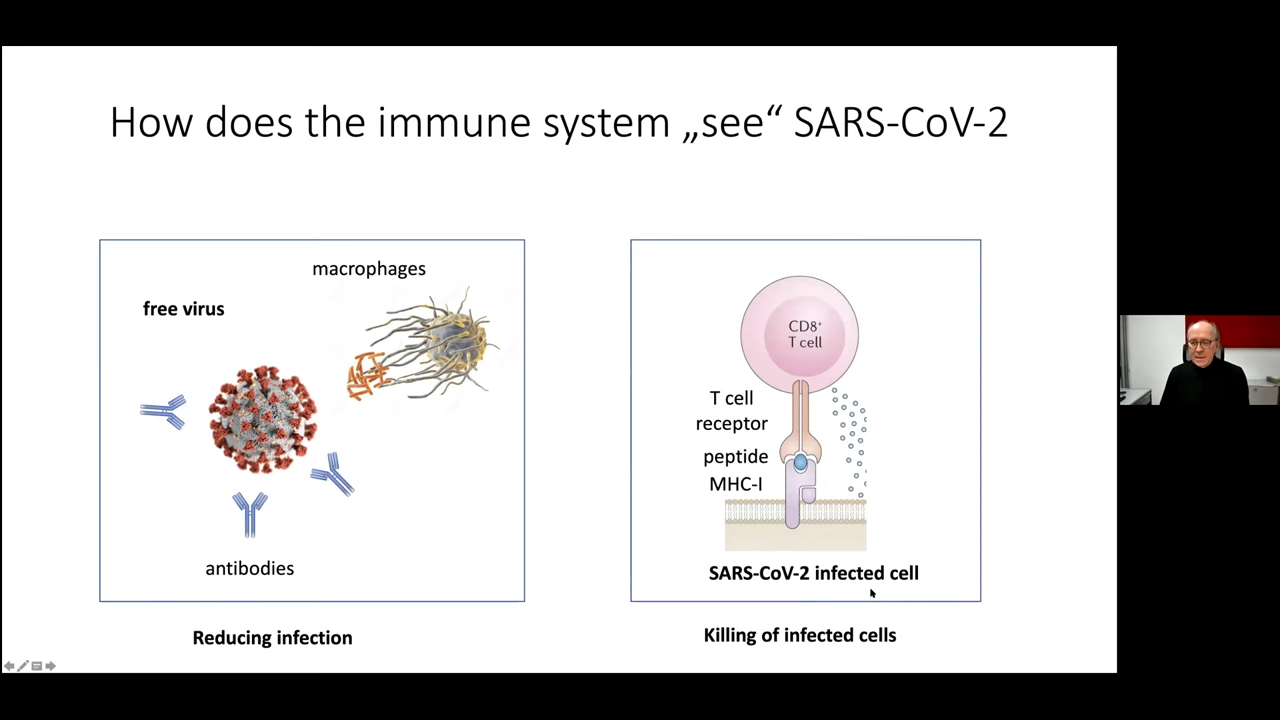 How does the immune system „see“ SARS-CoV-2
macrophages
free virus
antibodies
Reducing infection
CD8⁺
T cell
T cell
receptor
peptide
MHC-I
SARS-CoV-2 infected cell
Killing of infected cells